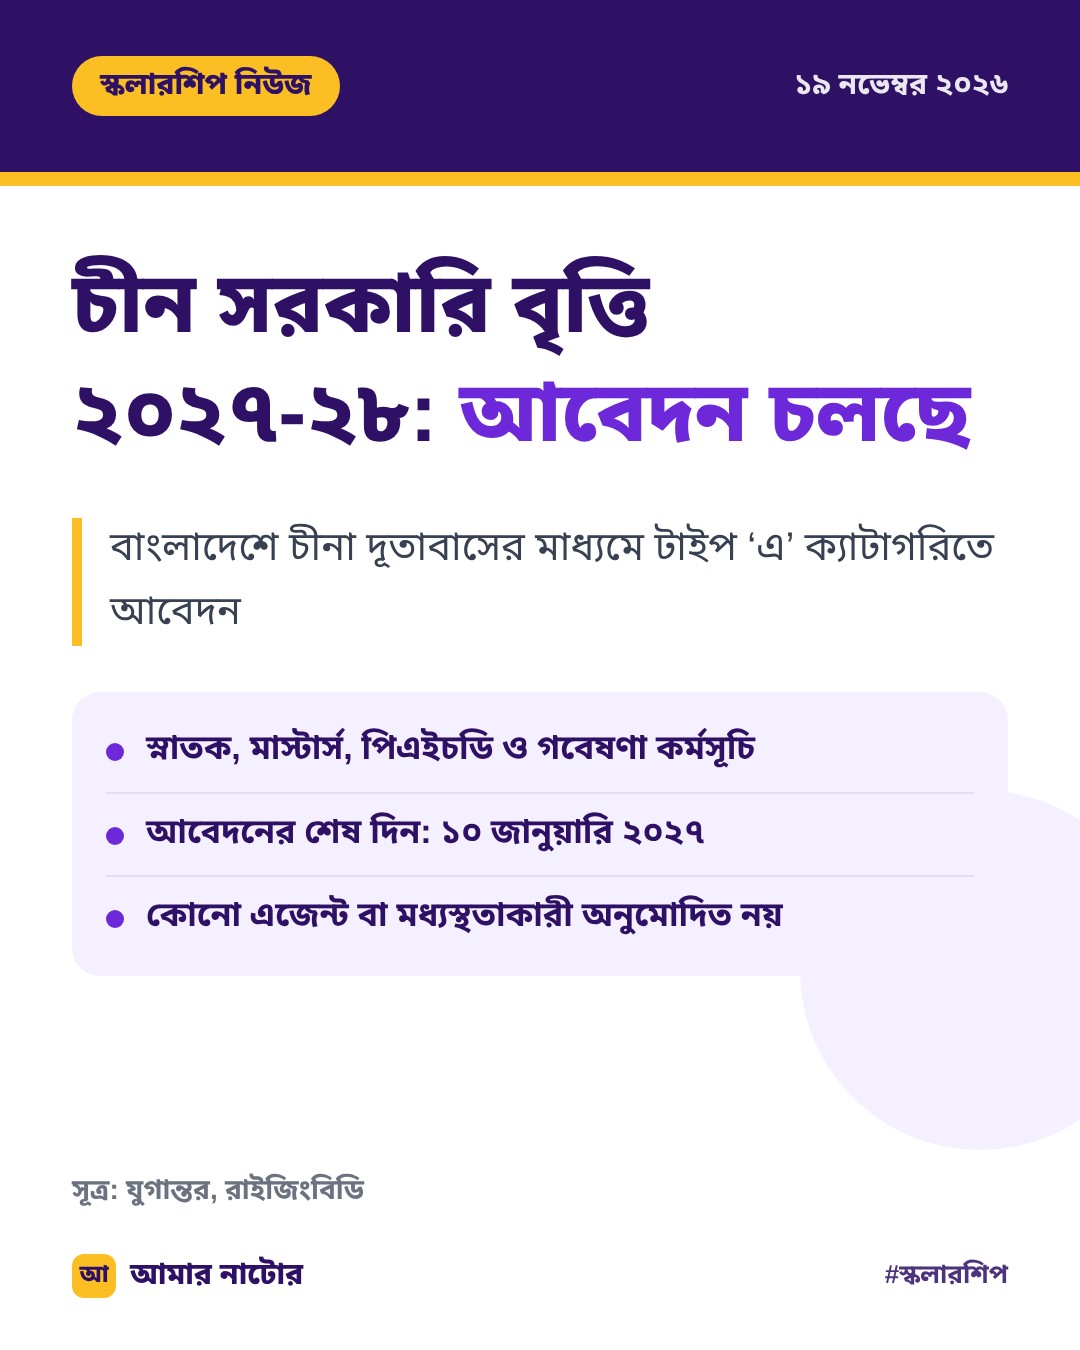 স্কলারশিপ নিউজ
১৯ নভেম্বর ২০২৬
চীন সরকারি বৃত্তি
২০২৭-২৮: আবেদন চলছে
বাংলাদেশে চীনা দূতাবাসের মাধ্যমে টাইপ ‘এ’ ক্যাটাগরিতে
আবেদন
স্নাতক, মাস্টার্স, পিএইচডি ও গবেষণা কর্মসূচি
আবেদনের শেষ দিন: ১০ জানুয়ারি ২০২৭
কোনো এজেন্ট বা মধ্যস্থতাকারী অনুমোদিত নয়
সূত্র: যুগান্তর, রাইজিংবিডি
আ আমার নাটোর
#স্কলারশিপ